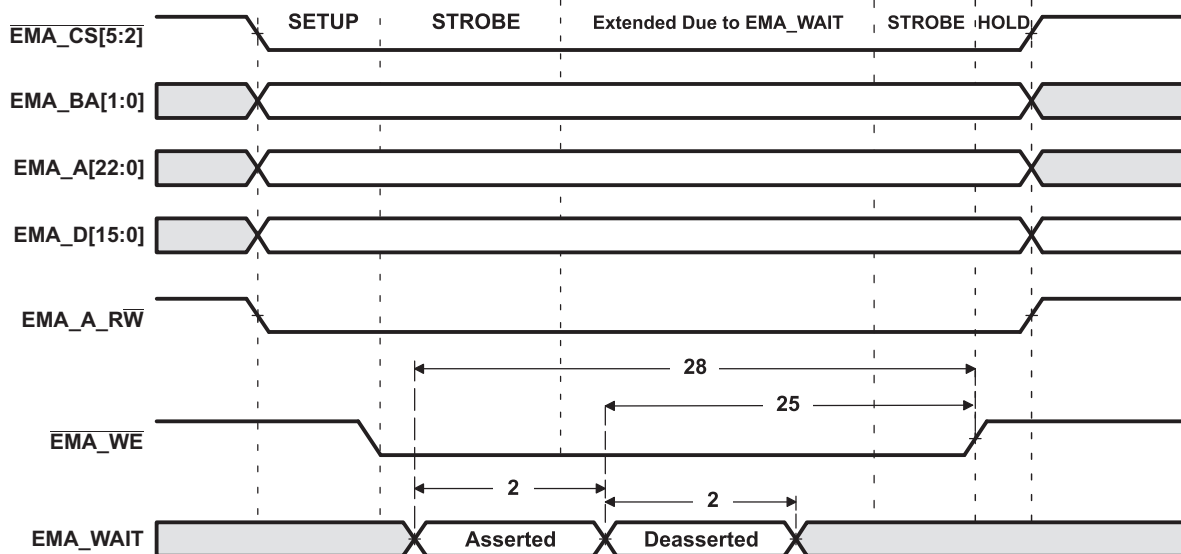 EMA_CS[5:2]
SETUP
STROBE
Extended Due to EMA_WAIT
STROBE
HOLD
EMA_BA[1:0]
EMA_A[22:0]
EMA_D[15:0]
EMA_A_RW
28
25
EMA_WE
2
2
EMA_WAIT
Asserted
Deasserted